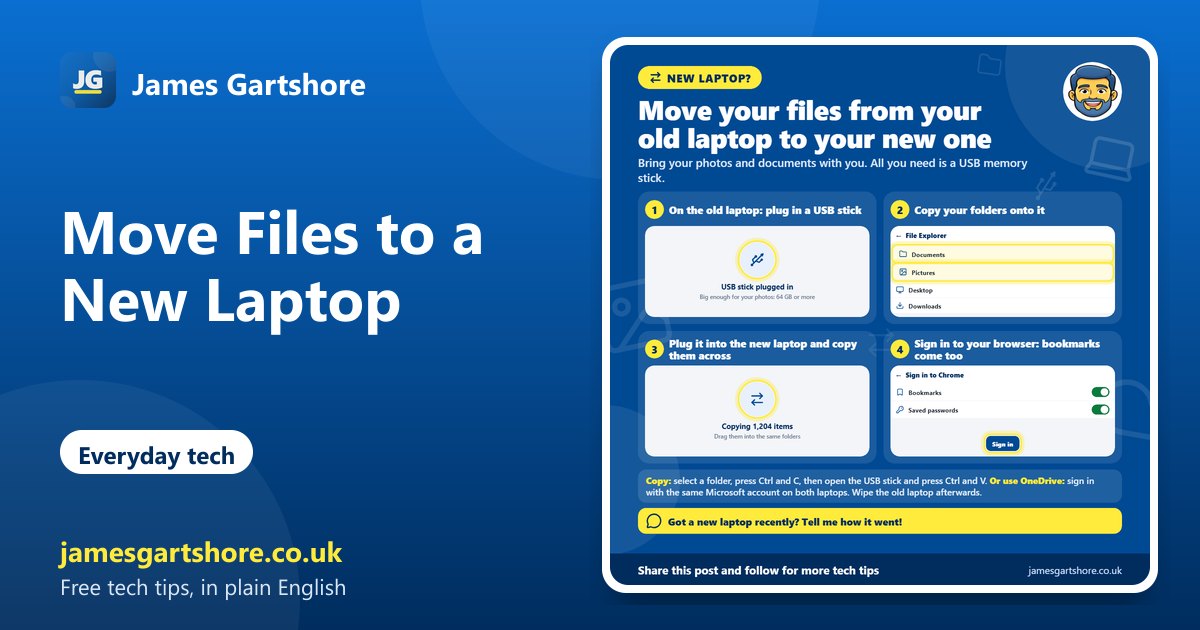 JG
James Gartshore
Move Files to a
New Laptop
Everyday tech
jamesgartshore.co.uk
Free tech tips, in plain English
NEW LAPTOP?
Move your files from your
old laptop to your new one
Bring your photos and documents with you. All you need is a USB memory
stick.
1 On the old laptop: plug in a USB stick
USB stick plugged in
Big enough for your photos: 64 GB or more
2 Copy your folders onto it
← File Explorer
Documents
Pictures
Desktop
Downloads
3 Plug it into the new laptop and copy
them across
Copying 1,204 items
Drag them into the same folders
4 Sign in to your browser: bookmarks
come too
← Sign in to Chrome
Bookmarks
Saved passwords
Sign in
Copy: select a folder, press Ctrl and C, then open the USB stick and press Ctrl and V. Or use OneDrive: sign in
with the same Microsoft account on both laptops. Wipe the old laptop afterwards.
Got a new laptop recently? Tell me how it went!
Share this post and follow for more tech tips
jamesgartshore.co.uk